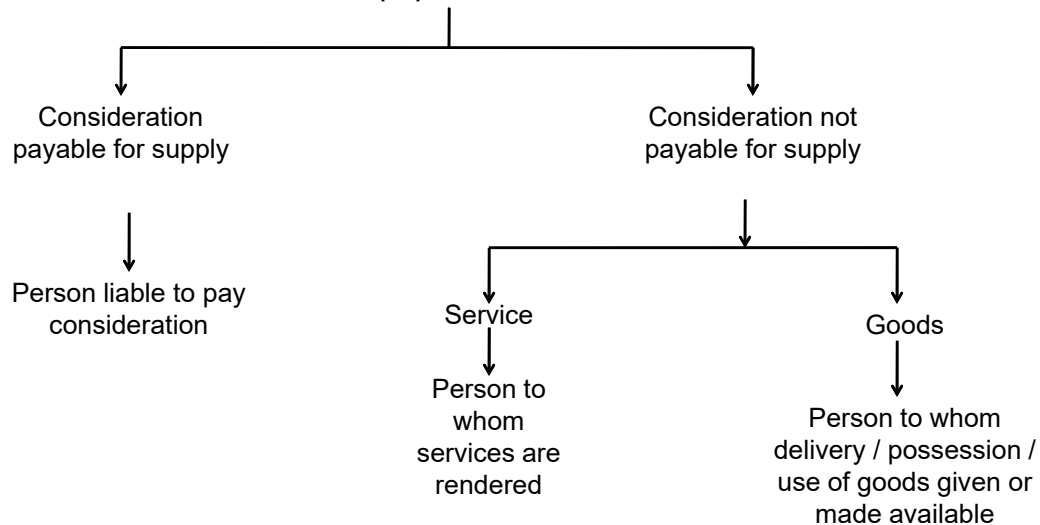 Consideration
payable for supply
Consideration not
payable for supply
Person liable to pay
consideration
Service
Goods
Person to
whom
services are
rendered
Person to whom
delivery / possession /
use of goods given or
made available